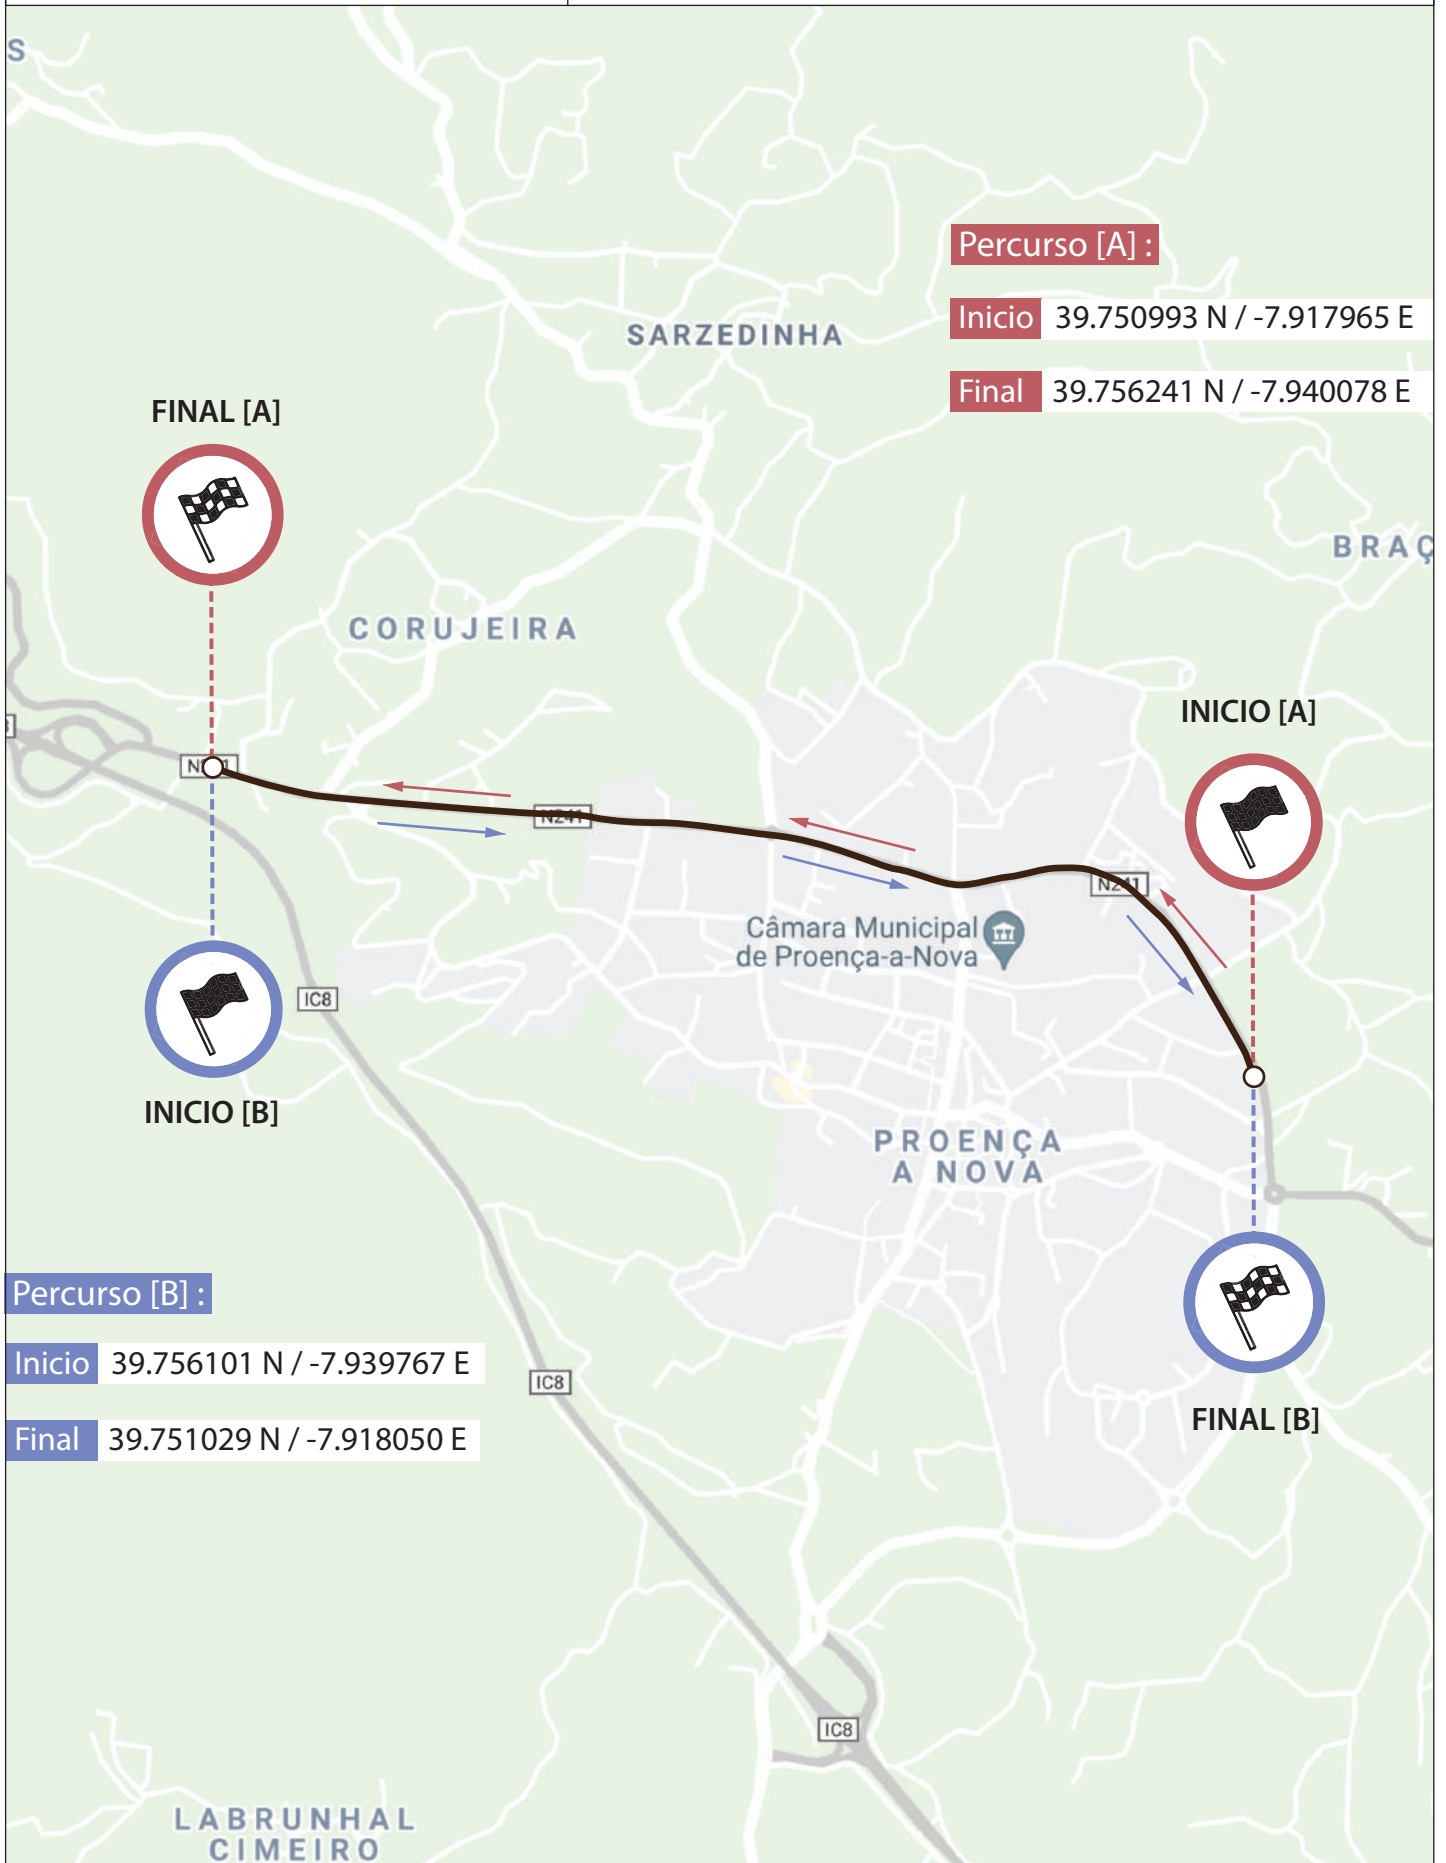 S
Percurso [A] :
Inicio 39.750993 N / -7.917965 E
SARZEDINHA
Final 39.756241 N / -7.940078 E
FINAL [A]
BRAÇ
CORUJEIRA
INICIO [A]
N241
N241
Câmara Municipal
de Proença-a-Nova
IC8
INICIO [B]
PROENÇA
A NOVA
Percurso [B] :
Inicio 39.756101 N / -7.939767 E
IC8
Final 39.751029 N / -7.918050 E
FINAL [B]
IC8
LABRUNHAL
CIMEIRO